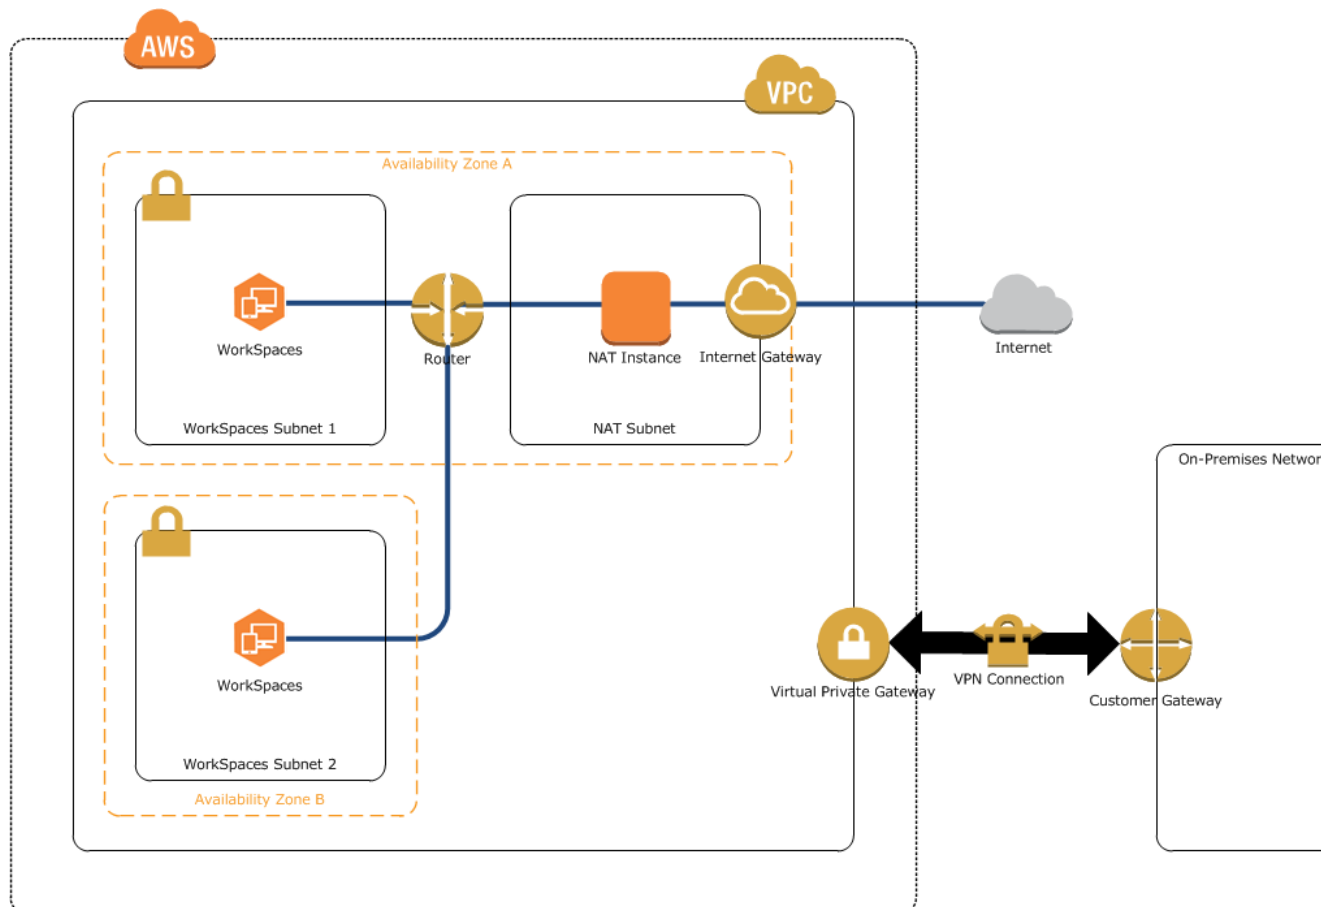 AWS
VPC
Availability Zone A
WorkSpaces
Router
NAT Instance
Internet Gateway
Internet
WorkSpaces Subnet 1
NAT Subnet
On-Premises Networ
WorkSpaces
Virtual Private Gateway
VPN Connection
Customer Gateway
WorkSpaces Subnet 2
Availability Zone B